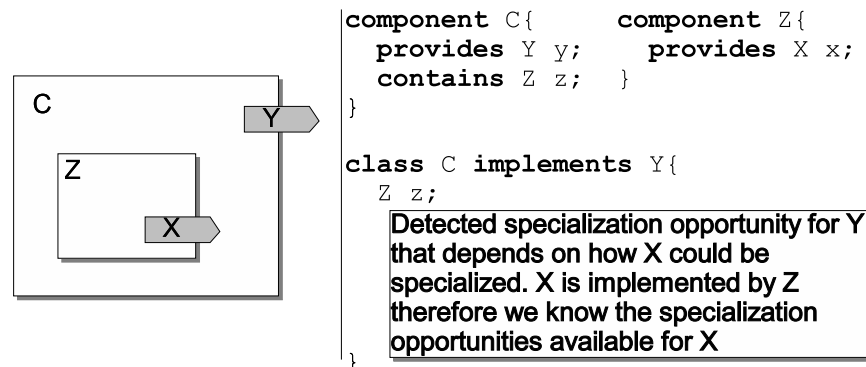 C
Y
Z
X
component C{
provides Y y;
contains Z z;
}
component Z{
provides X x;
}
class C implements Y{
Z z;
Detected specialization opportunity for Y
that depends on how X could be
specialized. X is implemented by Z
therefore we know the specialization
opportunities available for X
}